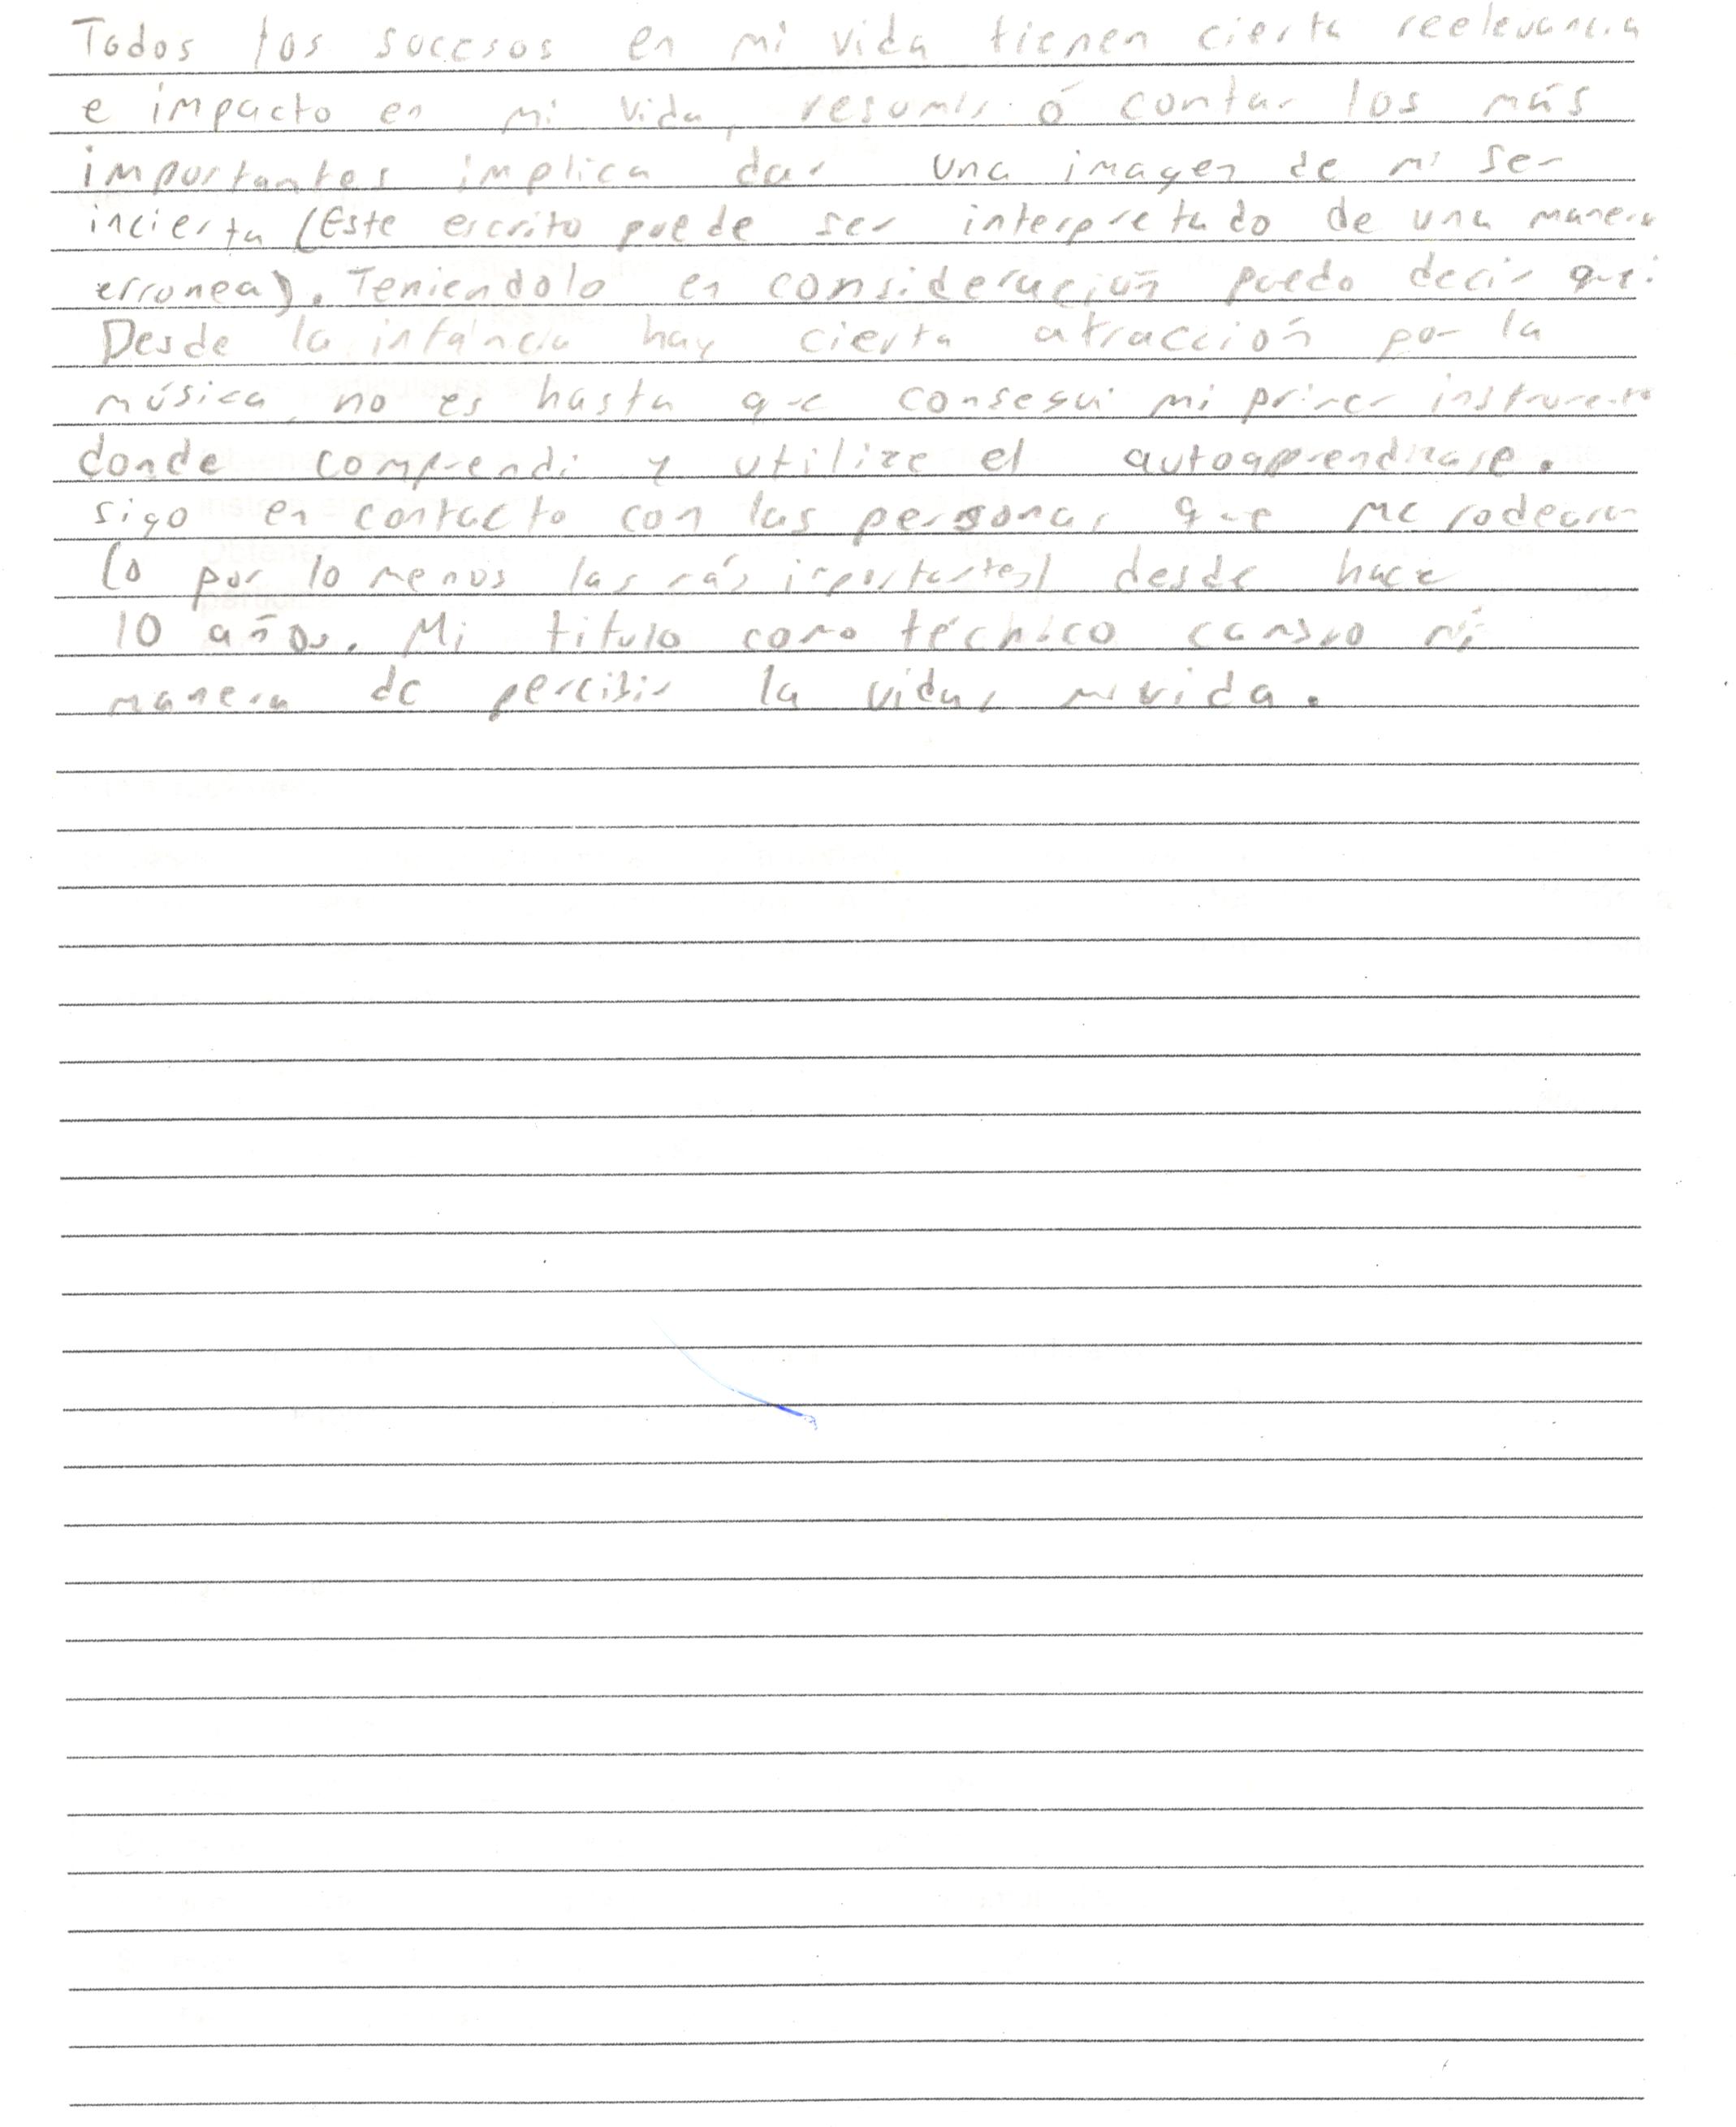 Todos los sucesos en mi vida tienen cierta reelevancia
e impacto en mi vida, resumir ó contar los más
importantes implica dar una imagen de mi ser
incierta (Este escrito puede ser interpretado de una manera
erronea). Teniendolo en consideración puedo decir que:
Desde la infáncia hay cierta atracción por la
música, no es hasta que consegui mi primer instrumento
donde comprendi y utilize el autoaprendizaje.
sigo en contacto con las personas que me rodearon
(o por lo menos las más importantes) desde hace
10 años. Mi titulo como técnico cambio mi
manera de percibir la vida, mi vida.